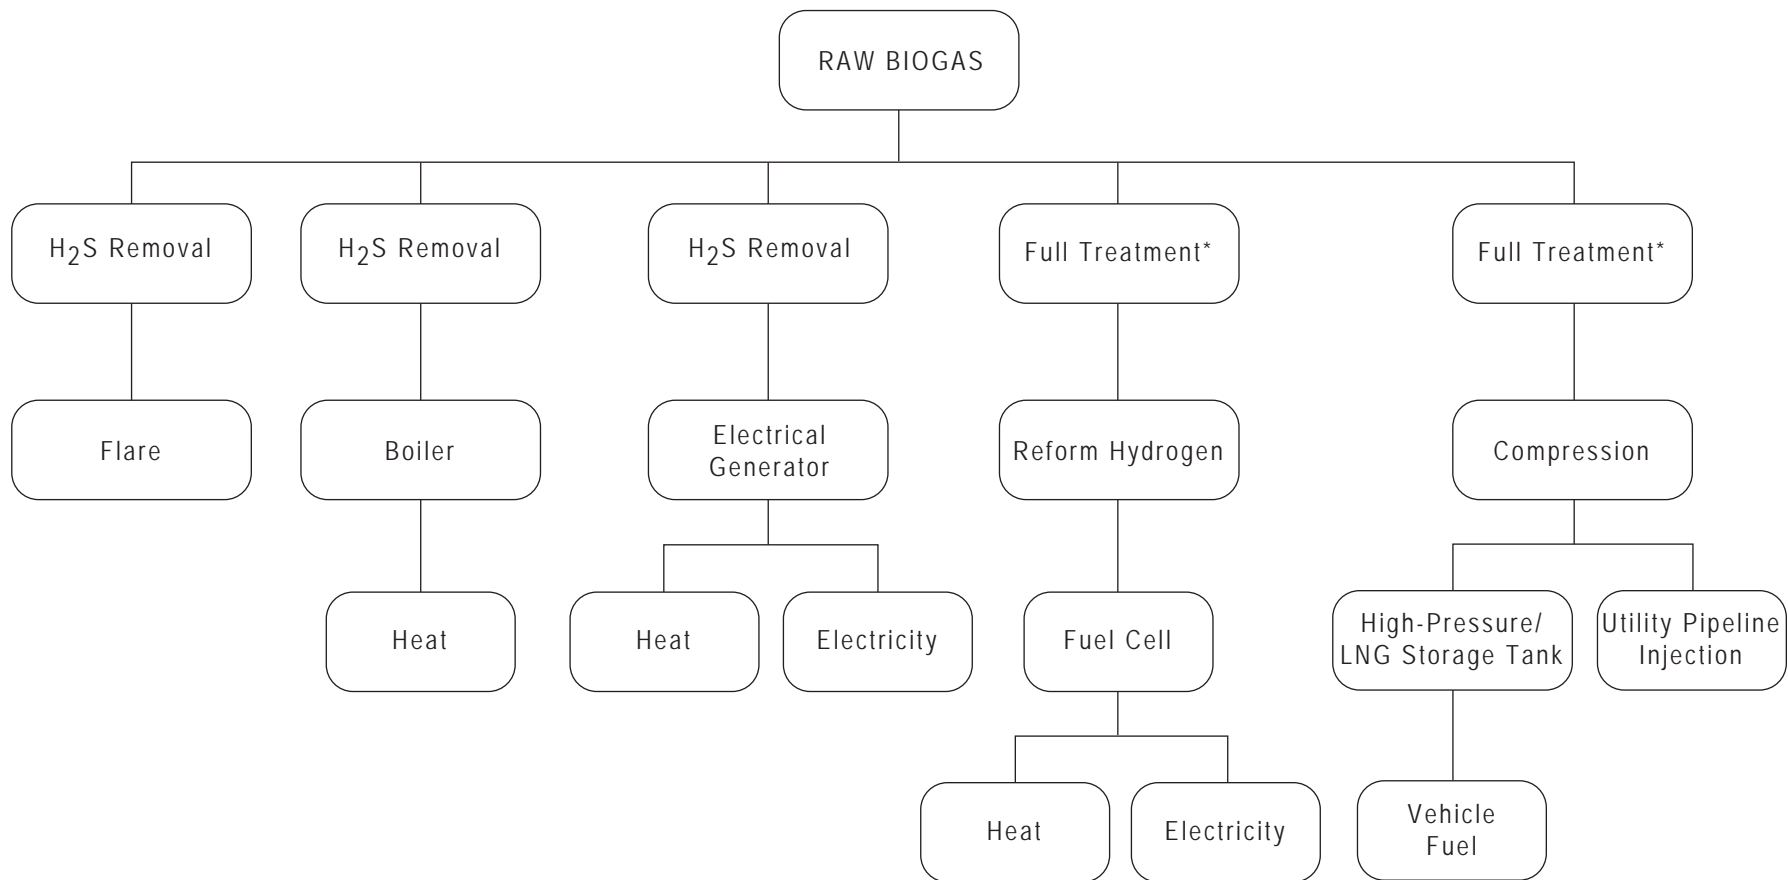 RAW BIOGAS
H₂S Removal
H₂S Removal
H₂S Removal
Full Treatment*
Full Treatment*
Flare
Boiler
Electrical
Generator
Reform Hydrogen
Compression
Heat
Heat
Electricity
Fuel Cell
High-Pressure/
LNG Storage Tank
Utility Pipeline
Injection
Heat
Electricity
Vehicle
Fuel